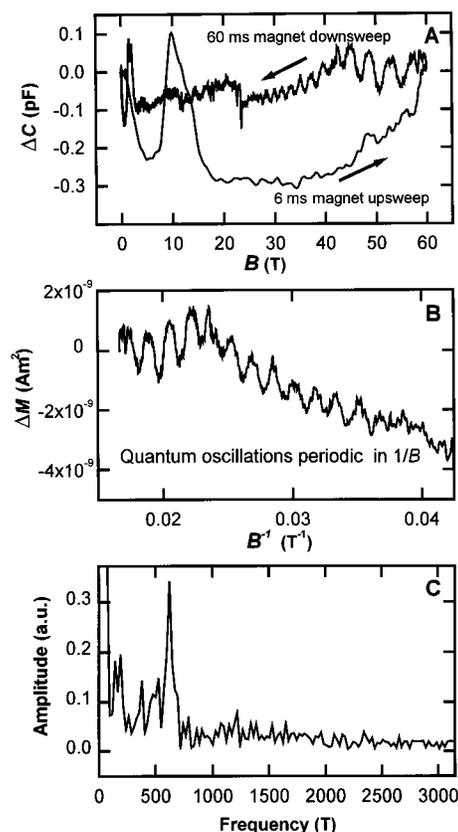 A
60 ms magnet downsweep
6 ms magnet upsweep
0.1
0.0
-0.1
-0.2
-0.3
ΔC (pF)
0 10 20 30 40 50 60
B (T)
B
2x10⁻⁹
0
-2x10⁻⁹
-4x10⁻⁹
ΔM (Am²)
Quantum oscillations periodic in 1/B
0.02 0.03 0.04
B⁻¹ (T⁻¹)
C
0.3
0.2
0.1
0.0
Amplitude (a.u.)
0 500 1000 1500 2000 2500 3000
Frequency (T)